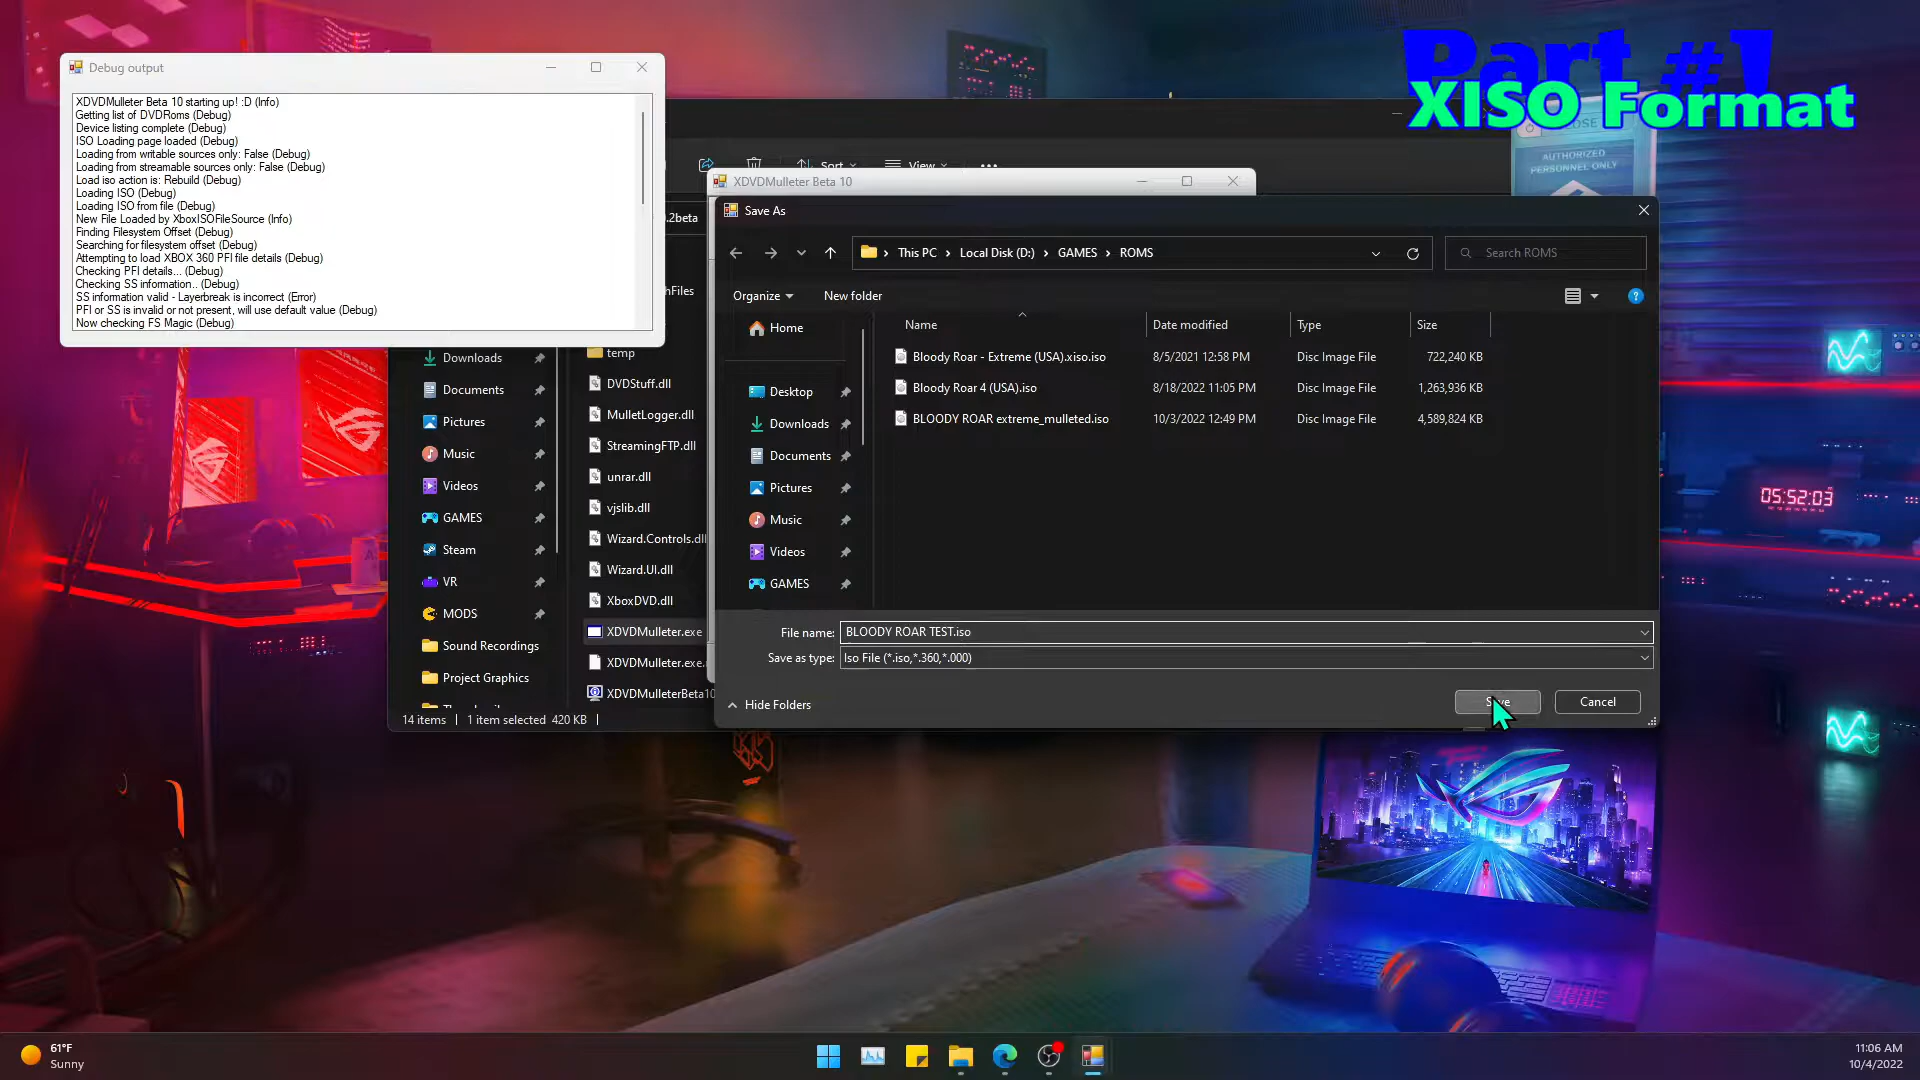 Part #1
XISO Format
Debug output
XDVDMulleter Beta 10 starting up! :D (Info)
Getting list of DVDRoms (Debug)
Device listing complete (Debug)
ISO Loading page loaded (Debug)
Loading from writable sources only: False (Debug)
Loading from streamable sources only: False (Debug)
Load iso action is: Rebuild (Debug)
Loading ISO (Debug)
Loading ISO from file (Debug)
New File Loaded by XboxISOFileSource (Info)
Finding Filesystem Offset (Debug)
Searching for filesystem offset (Debug)
Attempting to load XBOX 360 PFI file details (Debug)
Checking PFI details... (Debug)
Checking SS information.. (Debug)
SS information valid - Layerbreak is incorrect (Error)
PFI or SS is invalid or not present, will use default value (Debug)
Now checking FS Magic (Debug)
Sort
View
AUTHORIZED
PERSONNEL ONLY
XDVDMulleter Beta 10
.2beta
hFiles
Downloads
Documents
Pictures
Music
Videos
GAMES
Steam
VR
MODS
Sound Recordings
Project Graphics
temp
DVDStuff.dll
MulletLogger.dll
StreamingFTP.dll
unrar.dll
vjslib.dll
Wizard.Controls.dll
Wizard.UI.dll
XboxDVD.dll
XDVDMulleter.exe
XDVDMulleter.exe.
XDVDMulleterBeta10
14 items
1 item selected 420 KB
Save As
This PC > Local Disk (D:) > GAMES > ROMS
Search ROMS
Organize
New folder
Home
Desktop
Downloads
Documents
Pictures
Music
Videos
GAMES
Name Date modified Type Size
Bloody Roar - Extreme (USA).xiso.iso 8/5/2021 12:58 PM Disc Image File 722,240 KB
Bloody Roar 4 (USA).iso 8/18/2022 11:05 PM Disc Image File 1,263,936 KB
BLOODY ROAR extreme_mulleted.iso 10/3/2022 12:49 PM Disc Image File 4,589,824 KB
File name: BLOODY ROAR TEST.iso
Save as type: Iso File (*.iso,*.360,*.000)
Hide Folders
Save
Cancel
05:52:03
61°F
Sunny
11:06 AM
10/4/2022